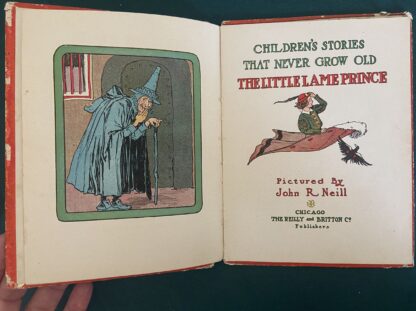 CHILDREN'S STORIES
THAT NEVER GROW OLD
THE LITTLE LAME PRINCE
Pictured By
John R. Neill
CHICAGO
THE REILLY AND BRITTON Co
Publishers